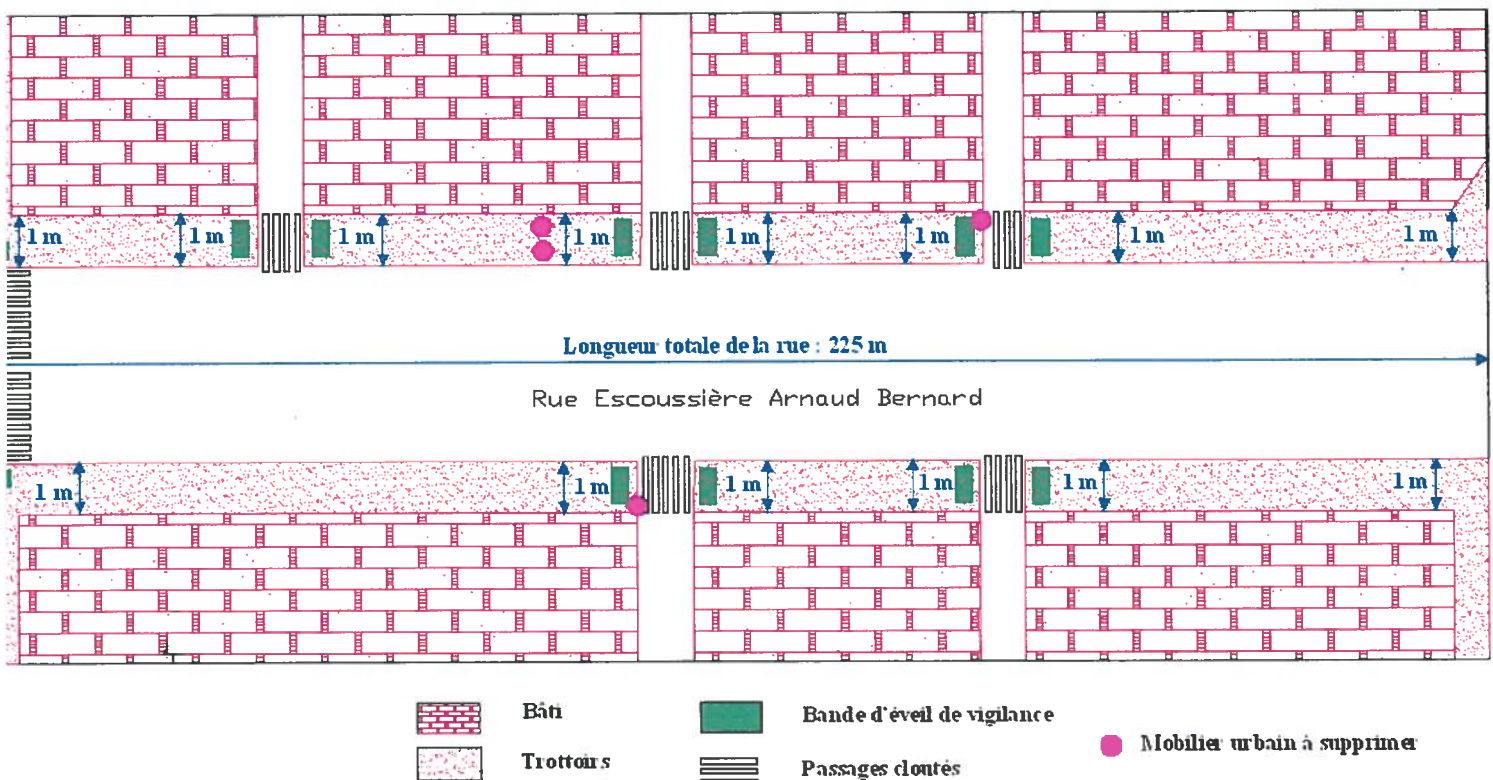 1 m 1 m 1 m 1 m 1 m 1 m 1 m 1 m
Longueur totale de la rue : 225 m
Rue Escoussière Arnaud Bernard
1 m 1 m 1 m 1 m 1 m 1 m
Bâti
Bande d'éveil de vigilance
Mobilier urbain à supprimer
Trottoirs
Passages cloutés